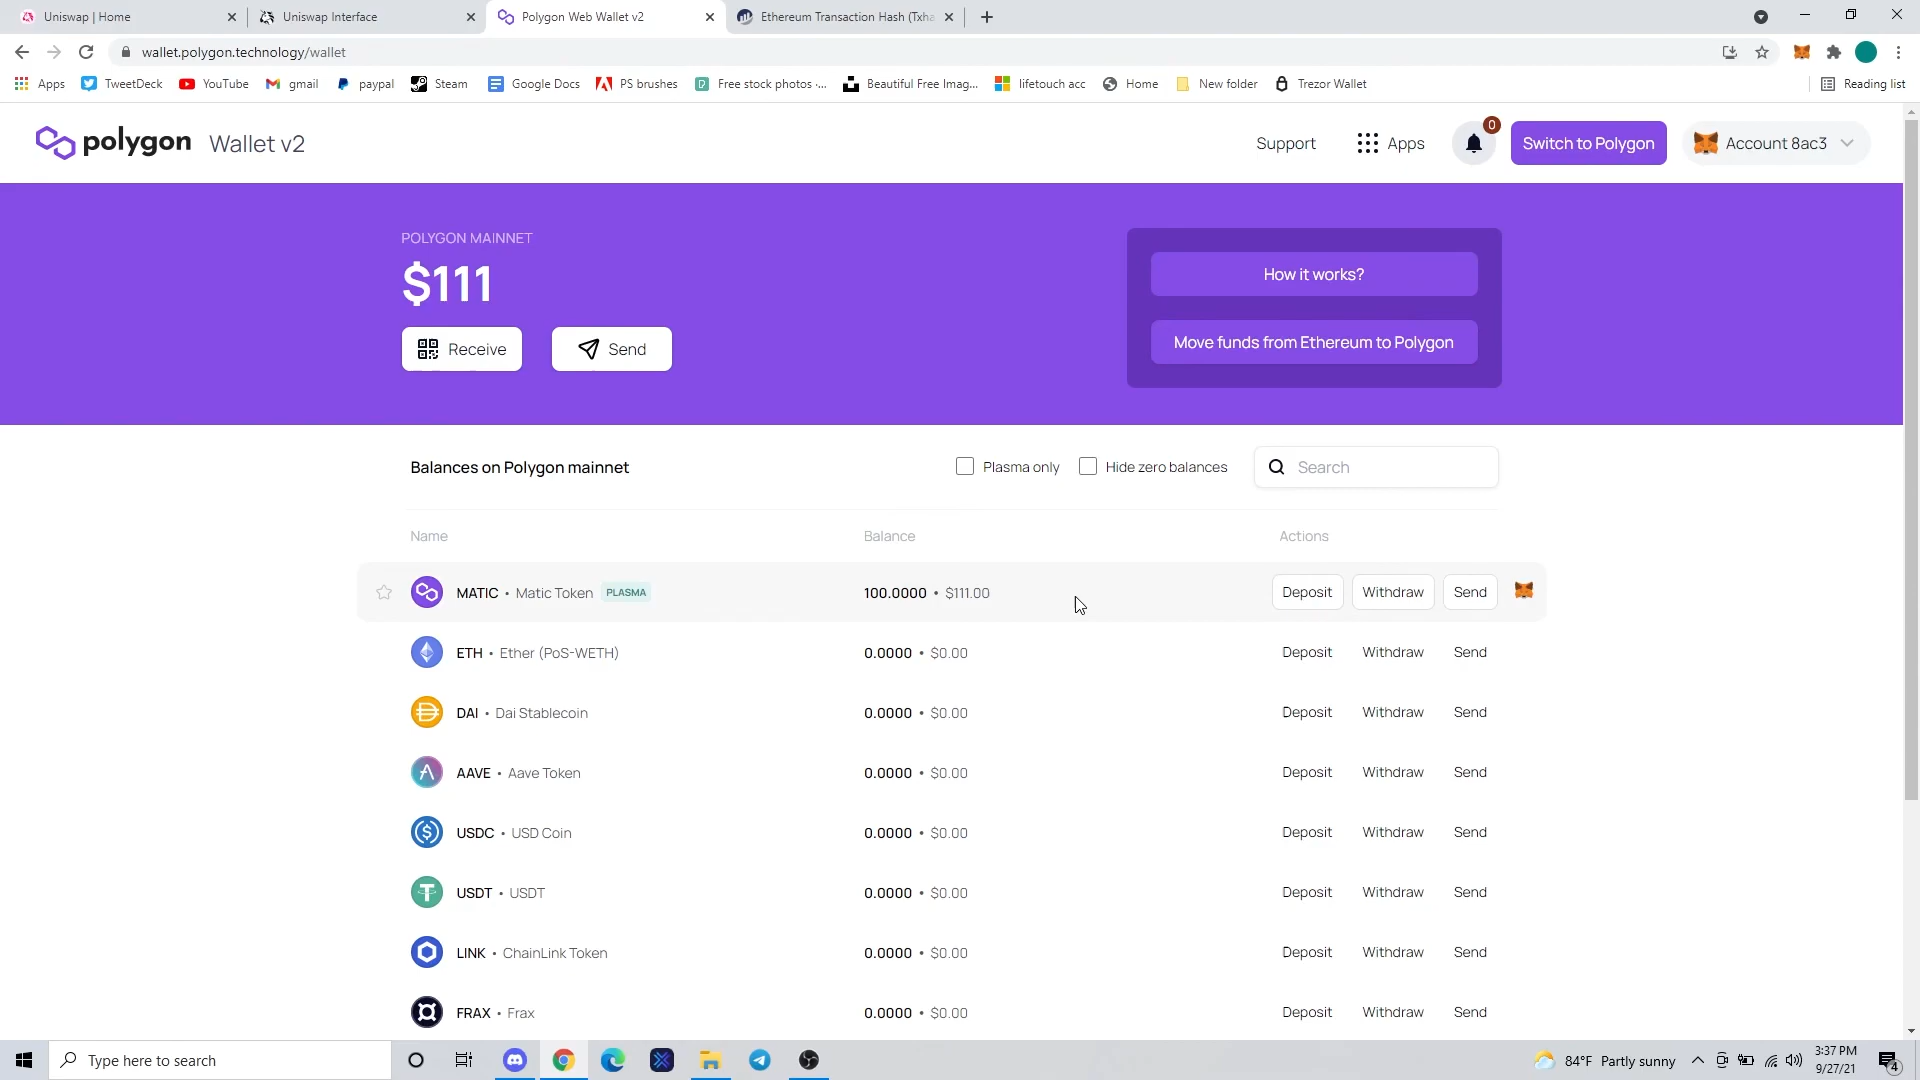 Uniswap | Home
Uniswap Interface
Polygon Web Wallet v2
Ethereum Transaction Hash (Txha
wallet.polygon.technology/wallet
Apps
TweetDeck
YouTube
gmail
paypal
Steam
Google Docs
PS brushes
Free stock photos ·...
Beautiful Free Imag...
lifetouch acc
Home
New folder
Trezor Wallet
Reading list
polygon Wallet v2
Support
Apps
0
Switch to Polygon
Account 8ac3
POLYGON MAINNET
$111
Receive
Send
How it works?
Move funds from Ethereum to Polygon
Balances on Polygon mainnet
Plasma only
Hide zero balances
Search
Name Balance Actions
MATIC • Matic Token PLASMA 100.0000 • $111.00 Deposit Withdraw Send
ETH • Ether (PoS-WETH) 0.0000 • $0.00 Deposit Withdraw Send
DAI • Dai Stablecoin 0.0000 • $0.00 Deposit Withdraw Send
AAVE • Aave Token 0.0000 • $0.00 Deposit Withdraw Send
USDC • USD Coin 0.0000 • $0.00 Deposit Withdraw Send
USDT • USDT 0.0000 • $0.00 Deposit Withdraw Send
LINK • ChainLink Token 0.0000 • $0.00 Deposit Withdraw Send
FRAX • Frax 0.0000 • $0.00 Deposit Withdraw Send
Type here to search
84°F Partly sunny
3:37 PM
9/27/21
4